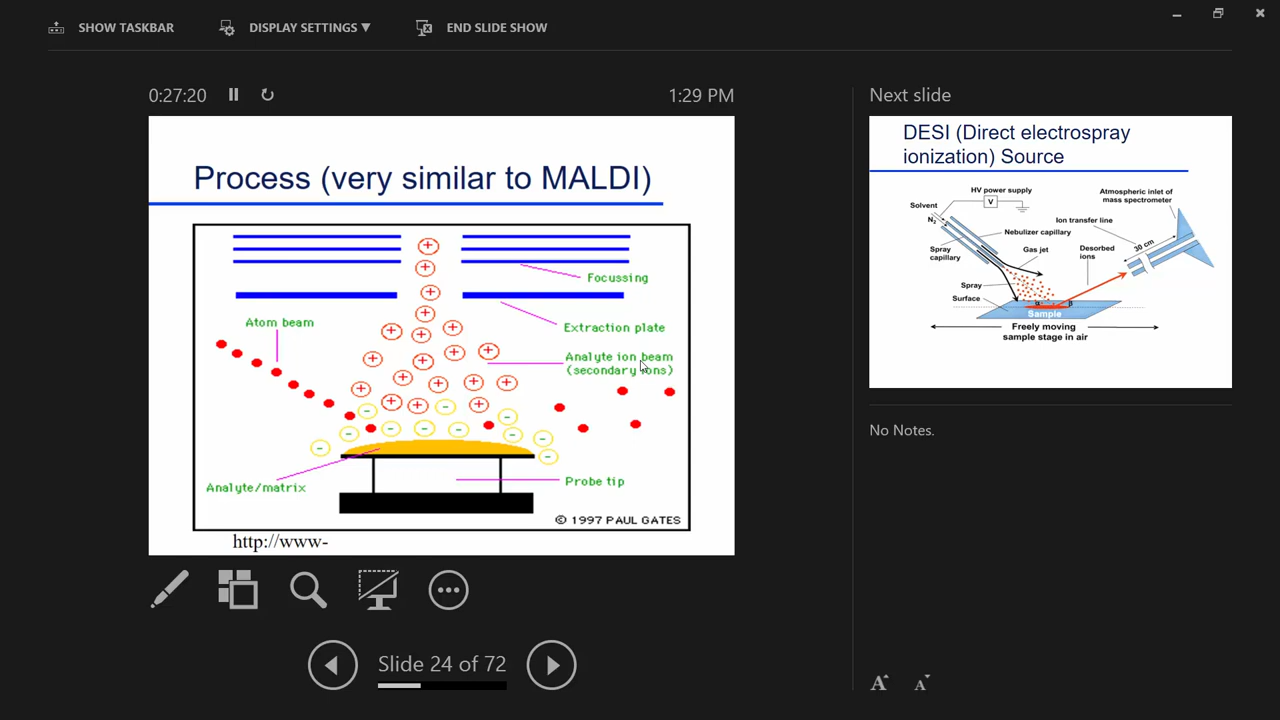 SHOW TASKBAR
DISPLAY SETTINGS ▼
END SLIDE SHOW
0:27:20
1:29 PM
Process (very similar to MALDI)
Focussing
Extraction plate
Atom beam
Analyte ion beam
(secondary ions)
Analyte/matrix
Probe tip
© 1997 PAUL GATES
http://www-
Slide 24 of 72
Next slide
DESI (Direct electrospray
ionization) Source
HV power supply
V
Solvent
N2
Nebulizer capillary
Spray
capillary
Gas jet
Spray
Surface
Sample
α
β
Atmospheric inlet of
mass spectrometer
Ion transfer line
30 cm
Desorbed
ions
Freely moving
sample stage in air
No Notes.
A A